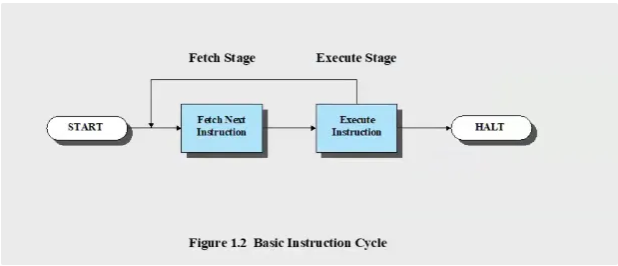 Fetch Stage Execute Stage
START
Fetch Next
Instruction
Execute
Instruction
HALT
Figure 1.2 Basic Instruction Cycle